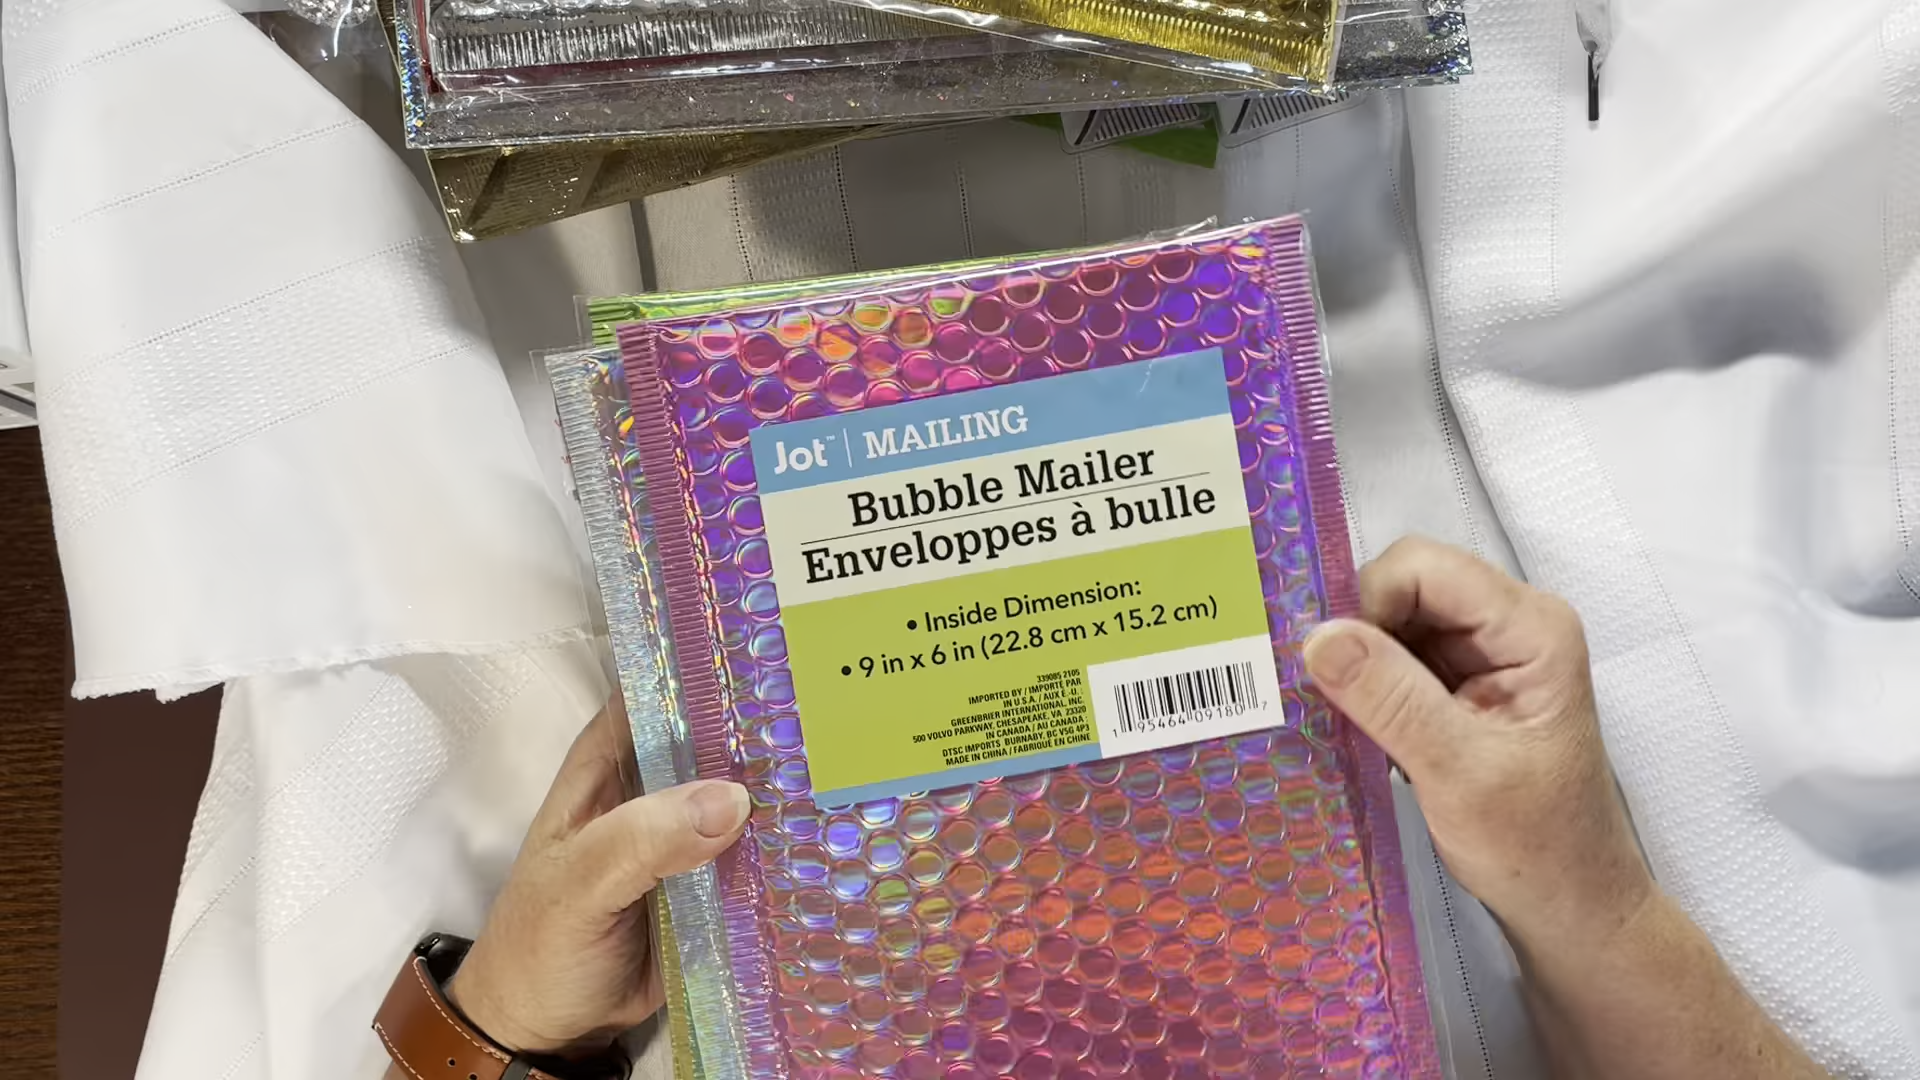 Jot™ | MAILING
Bubble Mailer
Enveloppes à bulle
• Inside Dimension:
• 9 in x 6 in (22.8 cm x 15.2 cm)
339085 2105
IMPORTED BY / IMPORTÉ PAR
IN U.S.A. / AUX É.-U. :
GREENBRIER INTERNATIONAL, INC.
500 VOLVO PARKWAY, CHESAPEAKE, VA 23320
IN CANADA / AU CANADA :
DTSC IMPORTS BURNABY, BC V5G 4P3
MADE IN CHINA / FABRIQUÉ EN CHINE
1 95464 09180 7